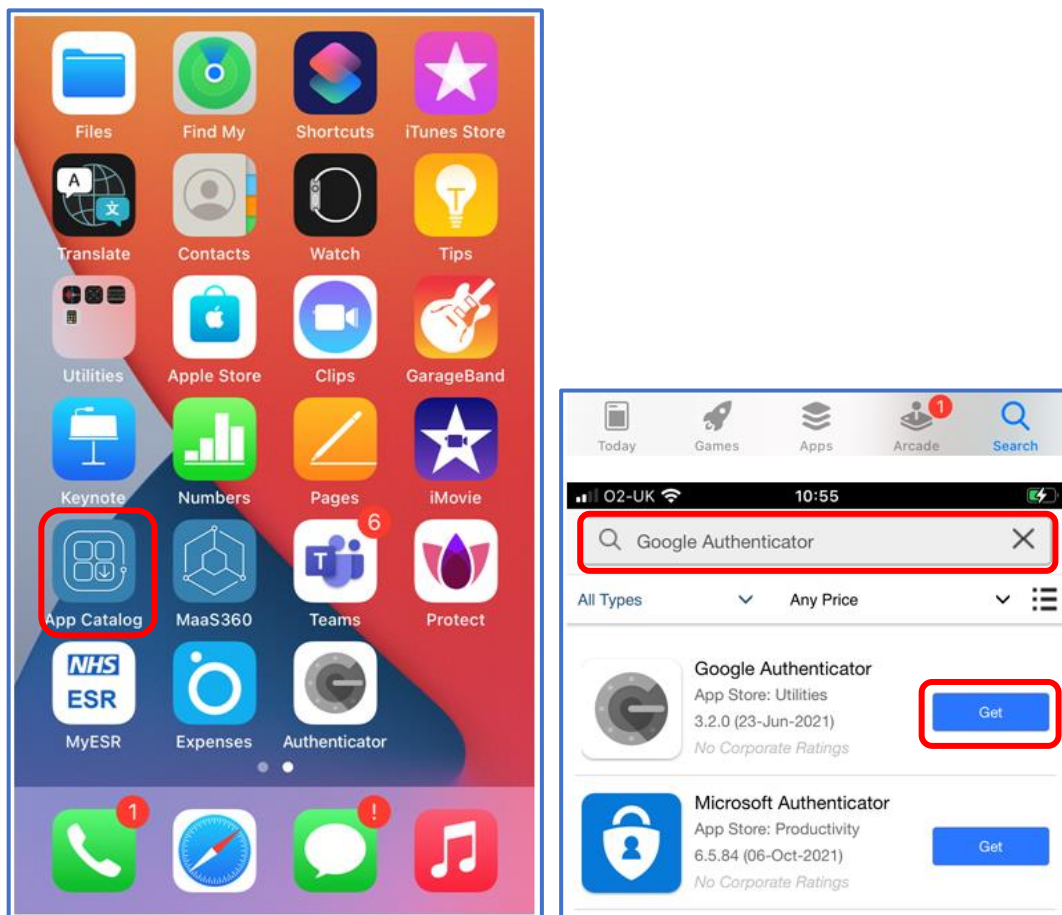 Files Find My Shortcuts iTunes Store
A
文
T
Translate Contacts Watch Tips
Utilities Apple Store Clips GarageBand
Keynote Numbers Pages iMovie
6
T
App Catalog MaaS360 Teams Protect
NHS
ESR
MyESR Expenses Authenticator
1 !
1
Today Games Apps Arcade Search
O2-UK 10:55
Google Authenticator
All Types Any Price
Google Authenticator
App Store: Utilities
3.2.0 (23-Jun-2021)
Get
No Corporate Ratings
Microsoft Authenticator
App Store: Productivity
6.5.84 (06-Oct-2021)
Get
No Corporate Ratings